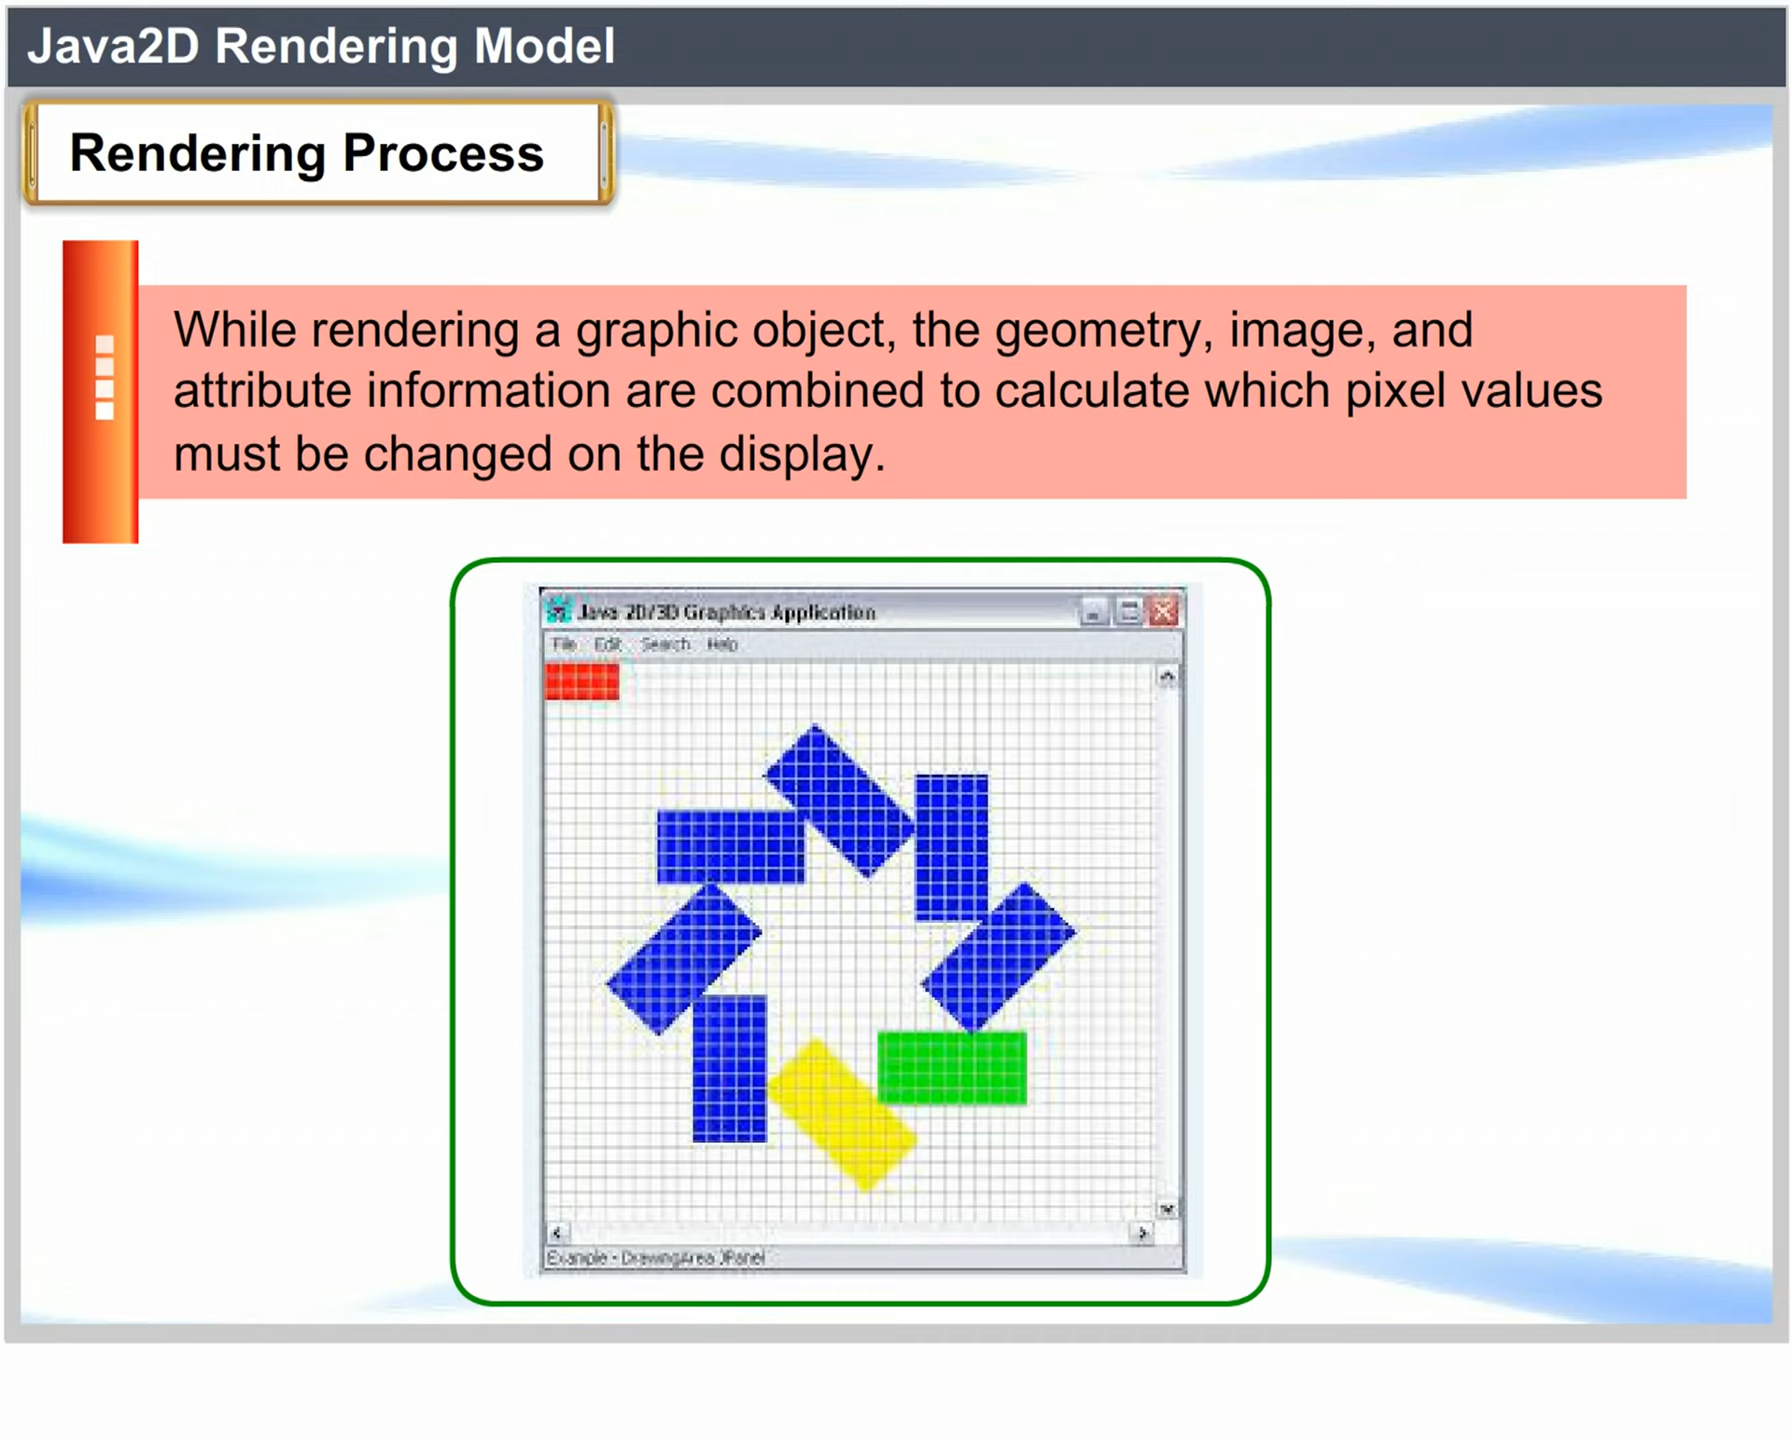 Java2D Rendering Model
Rendering Process
While rendering a graphic object, the geometry, image, and
attribute information are combined to calculate which pixel values
must be changed on the display.
Java 2D/3D Graphics Application
File Edit Search Help
Example - DrawingArea JPanel